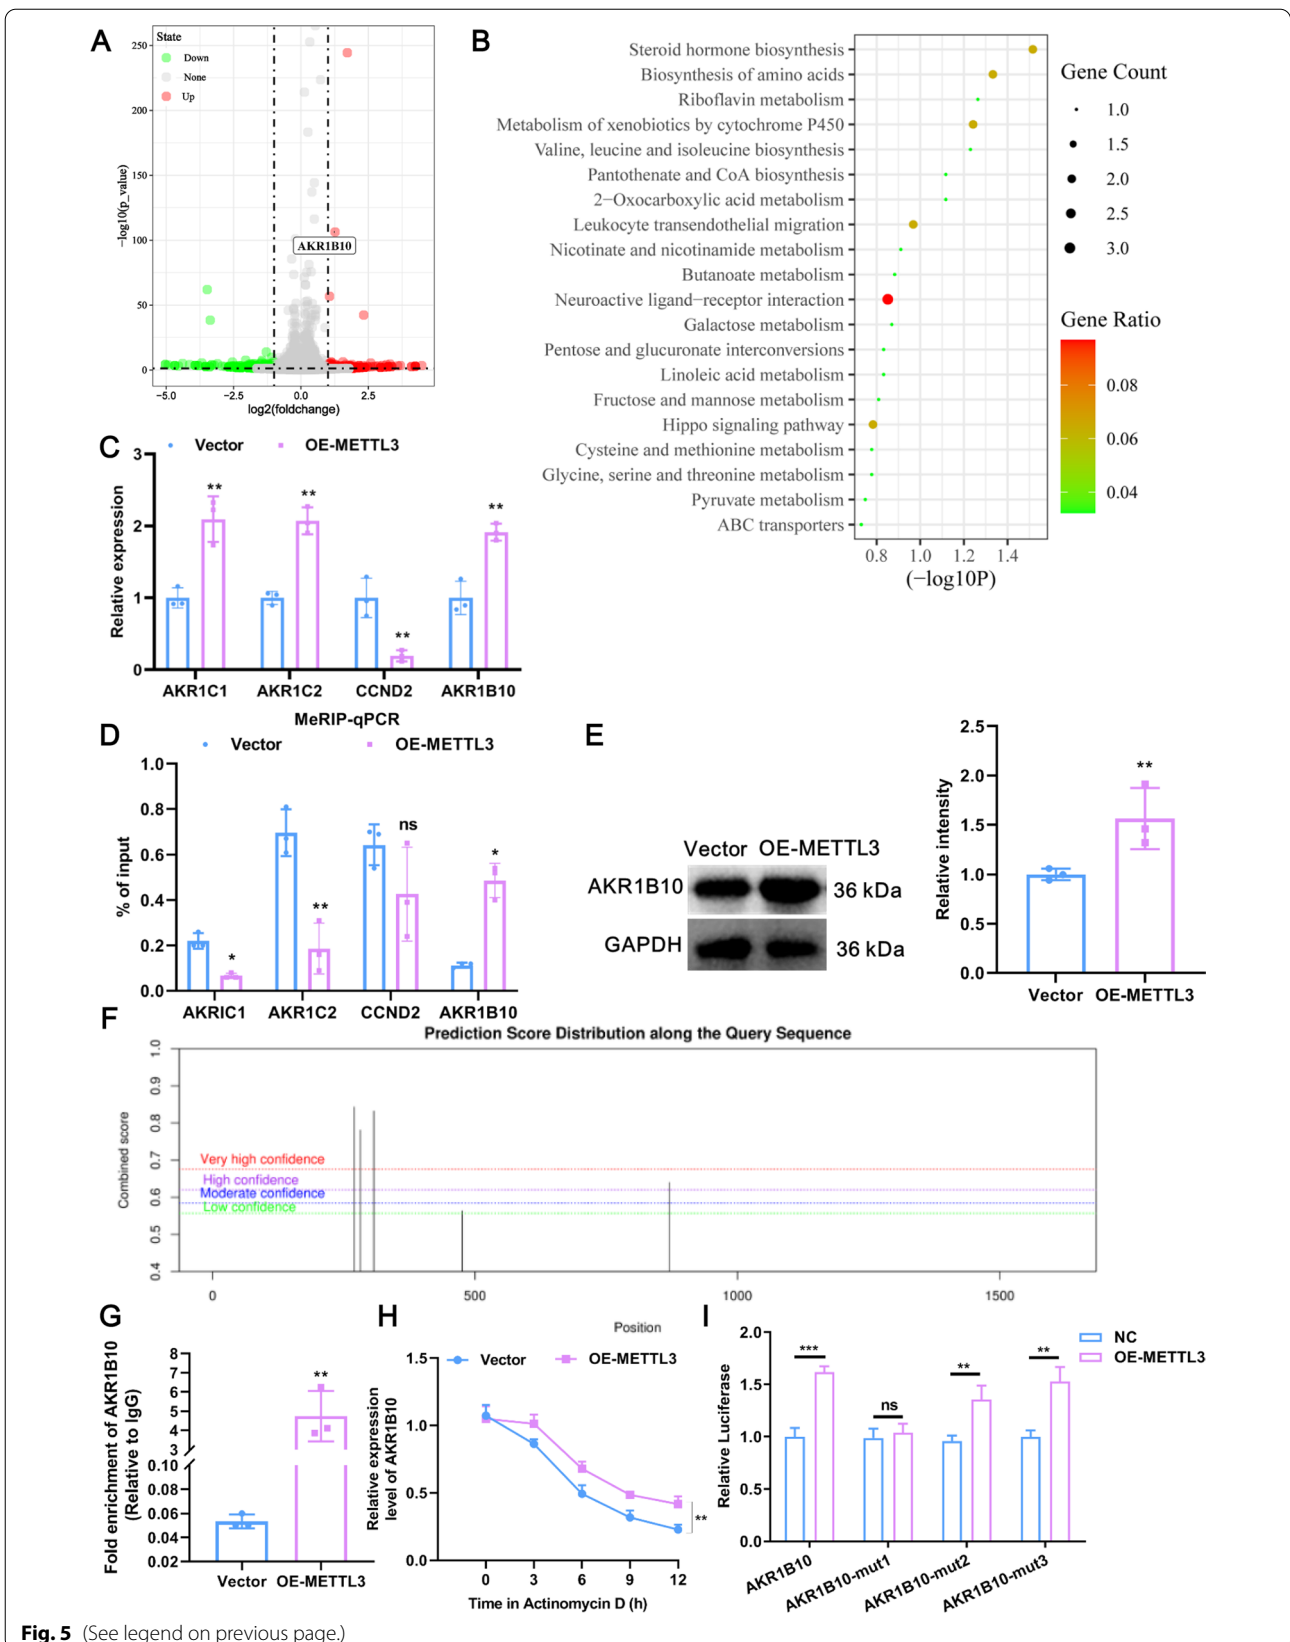 A
State
Down
None
Up
250
200
150
100
50
0
−log10(p_value)
AKR1B10
−5.0
−2.5
0.0
2.5
log2(foldchange)
B
Steroid hormone biosynthesis
Biosynthesis of amino acids
Riboflavin metabolism
Metabolism of xenobiotics by cytochrome P450
Valine, leucine and isoleucine biosynthesis
Pantothenate and CoA biosynthesis
2−Oxocarboxylic acid metabolism
Leukocyte transendothelial migration
Nicotinate and nicotinamide metabolism
Butanoate metabolism
Neuroactive ligand−receptor interaction
Galactose metabolism
Pentose and glucuronate interconversions
Linoleic acid metabolism
Fructose and mannose metabolism
Hippo signaling pathway
Cysteine and methionine metabolism
Glycine, serine and threonine metabolism
Pyruvate metabolism
ABC transporters
0.8 1.0 1.2 1.4
(−log10P)
Gene Count
1.0
1.5
2.0
2.5
3.0
Gene Ratio
0.08
0.06
0.04
C
Vector OE-METTL3
3
2
1
0
Relative expression
** ** ** **
AKR1C1 AKR1C2 CCND2 AKR1B10
D
MeRIP-qPCR
Vector OE-METTL3
1.0
0.8
0.6
0.4
0.2
0.0
% of input
* ** ns *
AKRIC1 AKR1C2 CCND2 AKR1B10
E
Vector OE-METTL3
AKR1B10 36 kDa
GAPDH 36 kDa
2.5
2.0
1.5
1.0
0.5
0.0
Relative intensity
**
Vector OE-METTL3
F
Prediction Score Distribution along the Query Sequence
1.0
0.9
0.8
0.7
0.6
0.5
0.4
Combined score
Very high confidence
High confidence
Moderate confidence
Low confidence
0 500 1000 1500
Position
G
Fold enrichment of AKR1B10
(Relative to IgG)
8
7
6
5
4
3
0.10
0.08
0.06
0.04
0.02
**
Vector OE-METTL3
H
Vector OE-METTL3
1.5
1.0
0.5
0.0
Relative expression
level of AKR1B10
**
0 3 6 9 12
Time in Actinomycin D (h)
I
NC
OE-METTL3
2.0
1.5
1.0
0.5
0.0
Relative Luciferase
*** ns ** **
AKR1B10 AKR1B10-mut1 AKR1B10-mut2 AKR1B10-mut3
Fig. 5 (See legend on previous page.)